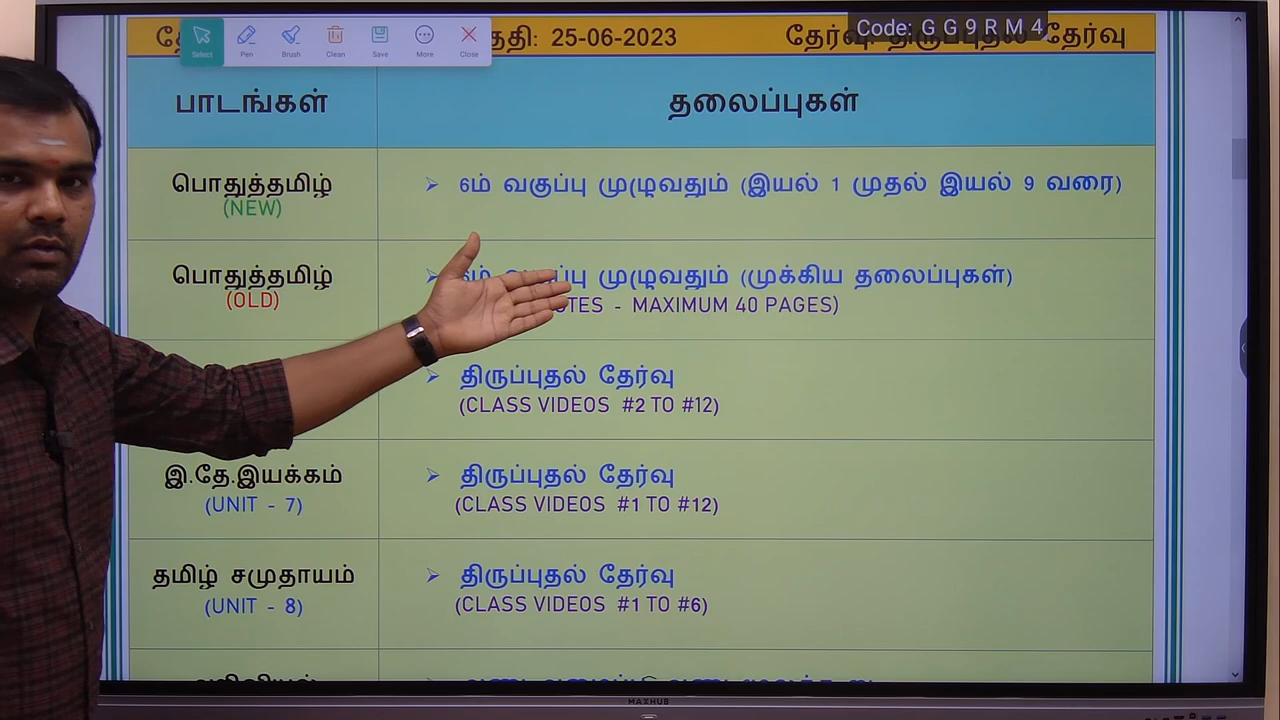 Select Pen Brush Clean Save More Close
தேதி: 25-06-2023
Code: G G 9 R M 4
தேர்வு: திருப்புதல் தேர்வு
பாடங்கள் தலைப்புகள்
பொதுத்தமிழ் ➢ 6ம் வகுப்பு முழுவதும் (இயல் 1 முதல் இயல் 9 வரை)
(NEW)
பொதுத்தமிழ் ➢ 6ம் வகுப்பு முழுவதும் (முக்கிய தலைப்புகள்)
(OLD) - MAXIMUM 40 PAGES)
➢ திருப்புதல் தேர்வு
(CLASS VIDEOS #2 TO #12)
இ.தே.இயக்கம் ➢ திருப்புதல் தேர்வு
(UNIT - 7) (CLASS VIDEOS #1 TO #12)
தமிழ் சமுதாயம் ➢ திருப்புதல் தேர்வு
(UNIT - 8) (CLASS VIDEOS #1 TO #6)
MAXHUB